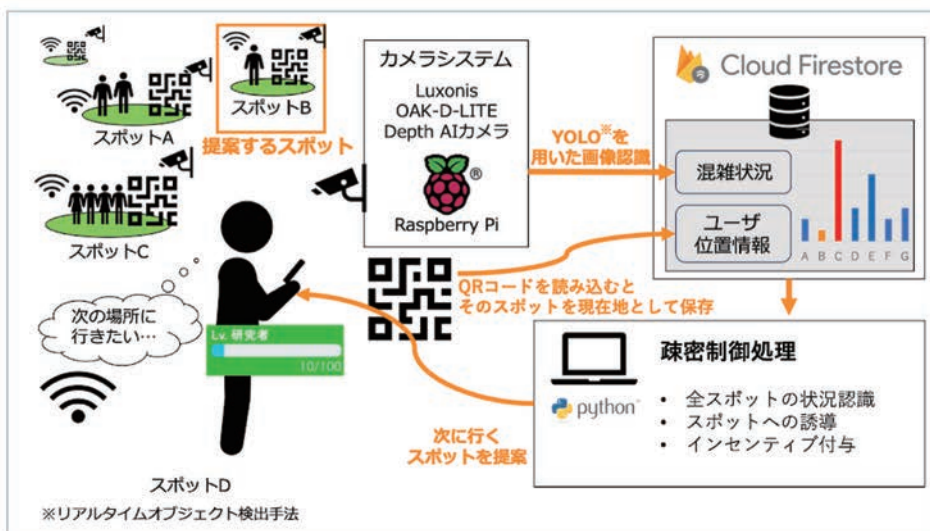 スポットA
スポットB
提案するスポット
スポットC
カメラシステム
Luxonis
OAK-D-LITE
Depth AIカメラ
Raspberry Pi
®
YOLO※を
用いた画像認識
Cloud Firestore
混雑状況
ユーザ
位置情報
A B C D E F G
QRコードを読み込むと
そのスポットを現在地として保存
次の場所に
行きたい…
Lv. 研究者
10/100
疎密制御処理
python
• 全スポットの状況認識
• スポットへの誘導
• インセンティブ付与
次に行く
スポットを提案
スポットD
※リアルタイムオブジェクト検出手法